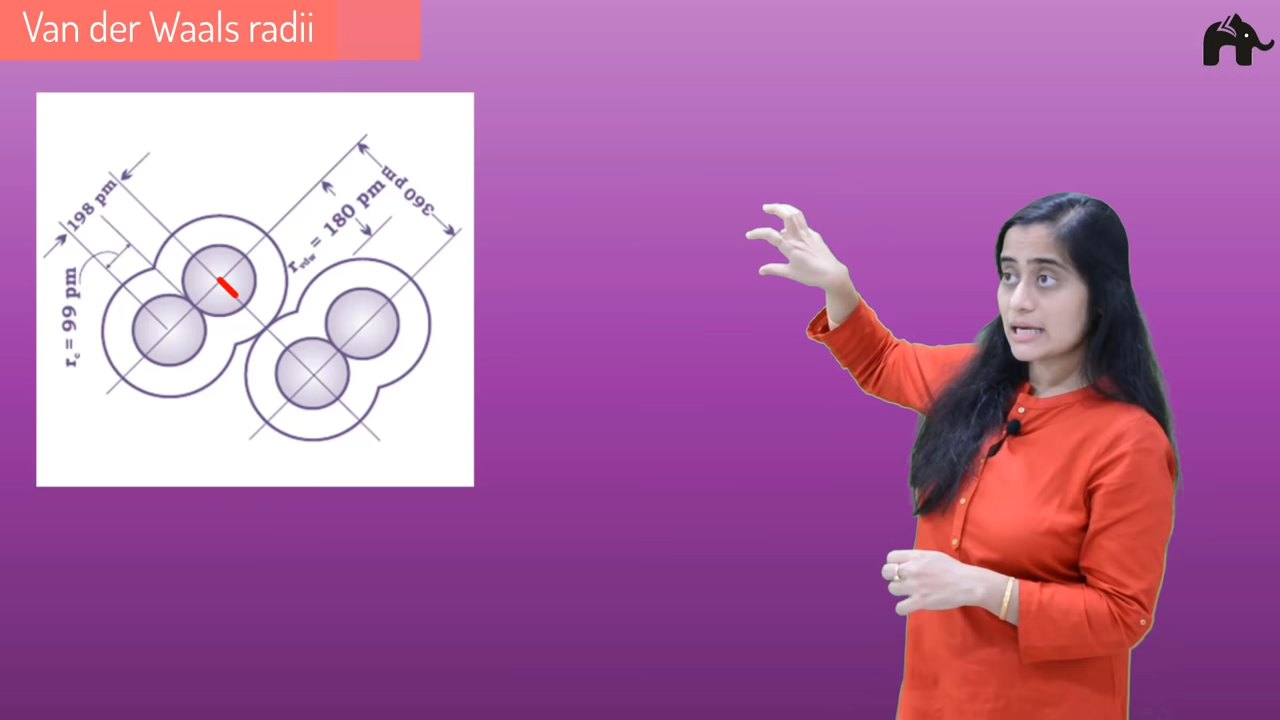 Van der Waals radii
198 pm
r_c = 99 pm
r_vdw = 180 pm
360 pm